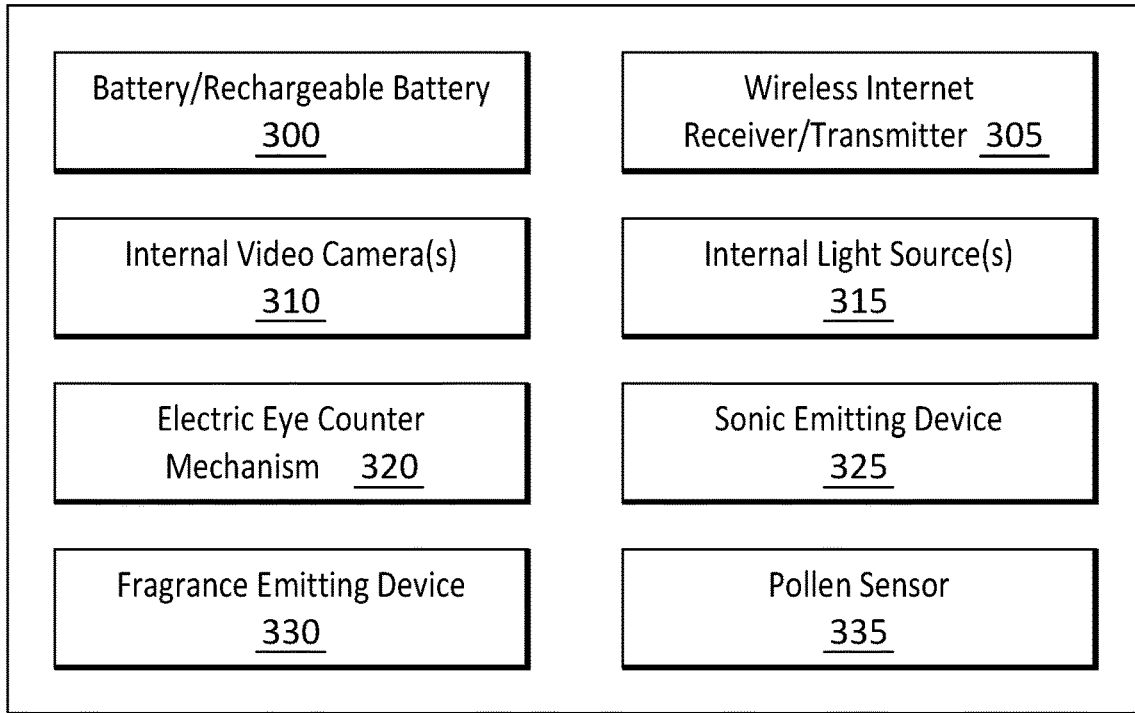 Battery/Rechargeable Battery
300
Wireless Internet
Receiver/Transmitter 305
Internal Video Camera(s)
310
Internal Light Source(s)
315
Electric Eye Counter
Mechanism 320
Sonic Emitting Device
325
Fragrance Emitting Device
330
Pollen Sensor
335